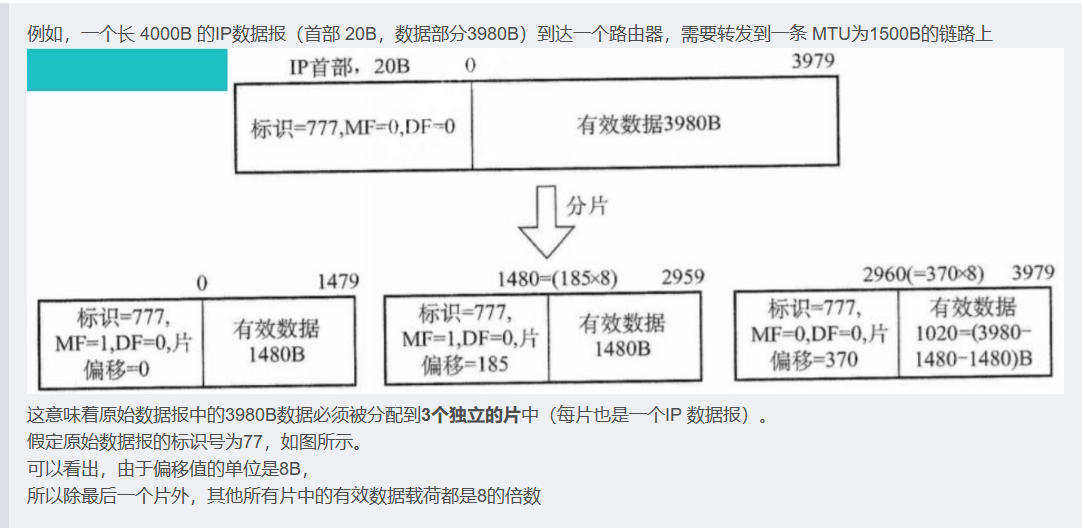 例如，一个长 4000B 的IP数据报（首部 20B，数据部分3980B）到达一个路由器，需要转发到一条 MTU为1500B的链路上
IP首部，20B
0
3979
标识=777,MF=0,DF=0
有效数据3980B
分片
0
1479
1480=(185×8)
2959
2960(=370×8)
3979
标识=777,
MF=1,DF=0,片
偏移=0
有效数据
1480B
标识=777,
MF=1,DF=0,片
偏移=185
有效数据
1480B
标识=777,
MF=0,DF=0,片
偏移=370
有效数据
1020=(3980-
1480-1480)B
这意味着原始数据报中的3980B数据必须被分配到3个独立的片中（每片也是一个IP 数据报）。
假定原始数据报的标识号为77，如图所示。
可以看出，由于偏移值的单位是8B，
所以除最后一个片外，其他所有片中的有效数据载荷都是8的倍数